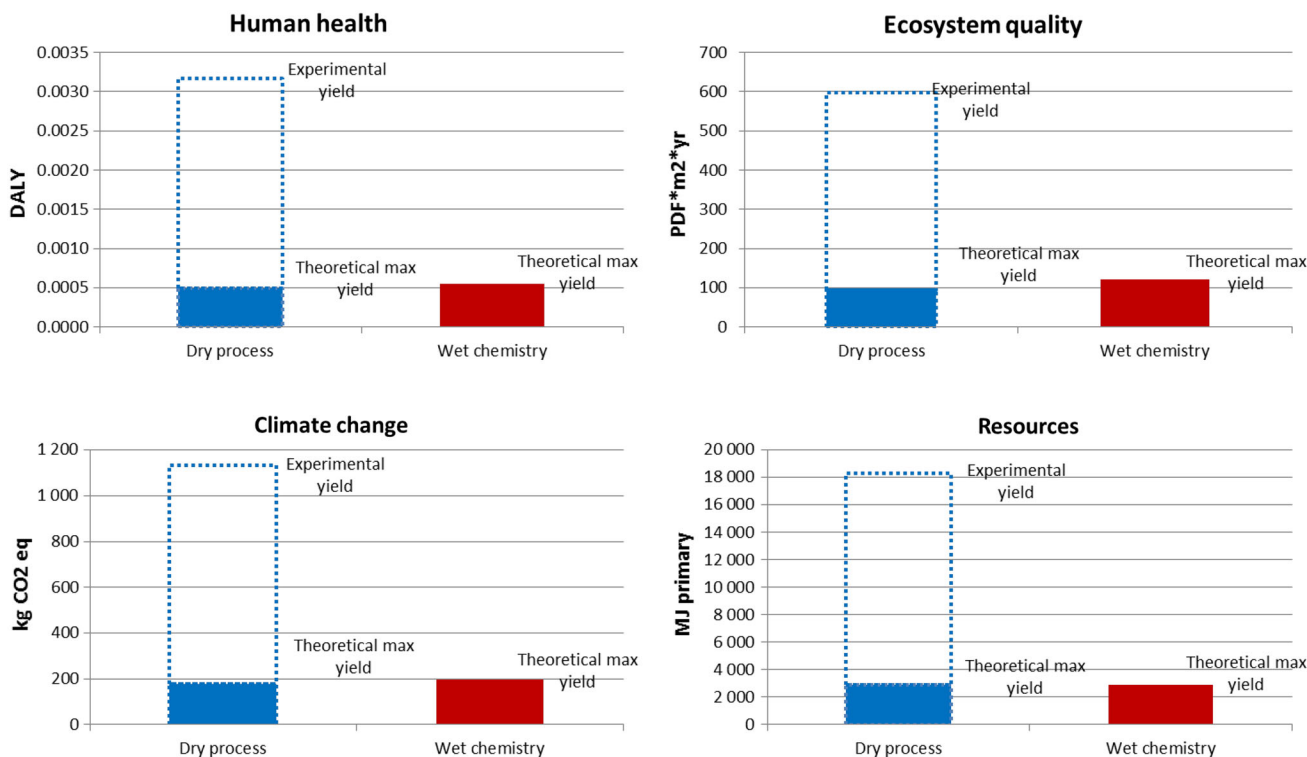 Human health
DALY
0.0035
0.0030
0.0025
0.0020
0.0015
0.0010
0.0005
0.0000
Experimental
yield
Theoretical max
yield
Theoretical max
yield
Dry process
Wet chemistry
Ecosystem quality
PDF*m2*yr
700
600
500
400
300
200
100
0
Experimental
yield
Theoretical max
yield
Theoretical max
yield
Dry process
Wet chemistry
Climate change
kg CO2 eq
1 200
1 000
800
600
400
200
0
Experimental
yield
Theoretical max
yield
Theoretical max
yield
Dry process
Wet chemistry
Resources
MJ primary
20 000
18 000
16 000
14 000
12 000
10 000
8 000
6 000
4 000
2 000
0
Experimental
yield
Theoretical max
yield
Theoretical max
yield
Dry process
Wet chemistry